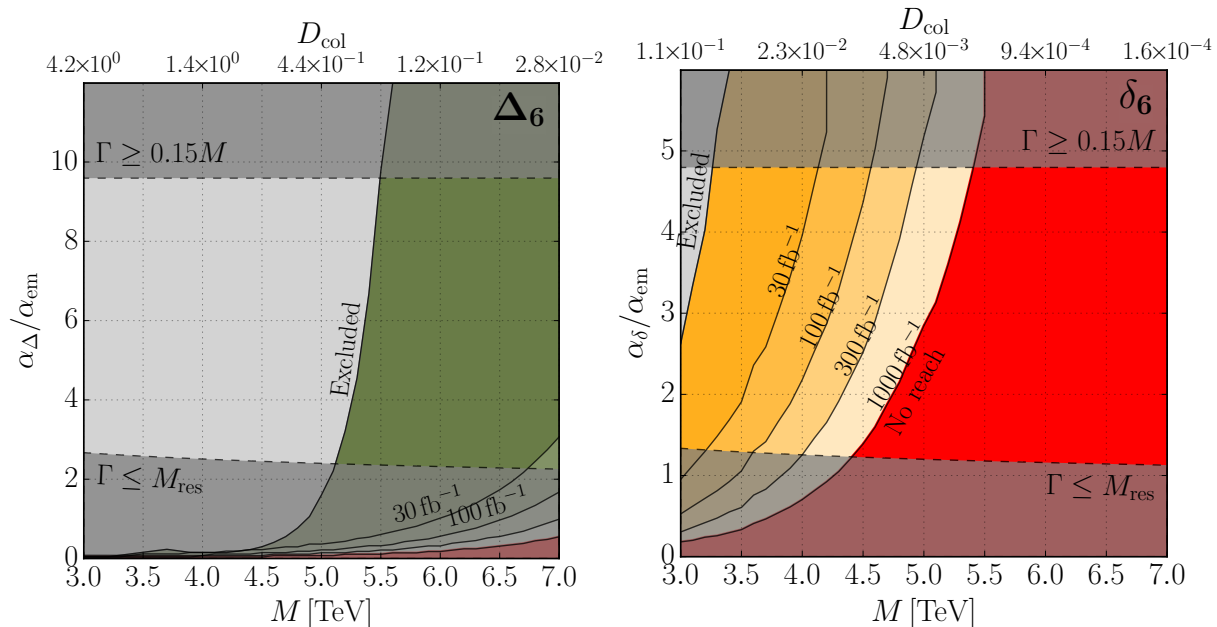 D_col
4.2×10⁰ 1.4×10⁰ 4.4×10⁻¹ 1.2×10⁻¹ 2.8×10⁻²
Δ₆
Γ ≥ 0.15M
Excluded
Γ ≤ M_res
30 fb⁻¹
100 fb⁻¹
α_Δ/α_em
10
8
6
4
2
0
3.0 3.5 4.0 4.5 5.0 5.5 6.0 6.5 7.0
M [TeV]
D_col
1.1×10⁻¹ 2.3×10⁻² 4.8×10⁻³ 9.4×10⁻⁴ 1.6×10⁻⁴
δ₆
Γ ≥ 0.15M
Excluded
30 fb⁻¹
100 fb⁻¹
300 fb⁻¹
1000 fb⁻¹
No reach
Γ ≤ M_res
α_δ/α_em
5
4
3
2
1
0
3.0 3.5 4.0 4.5 5.0 5.5 6.0 6.5 7.0
M [TeV]